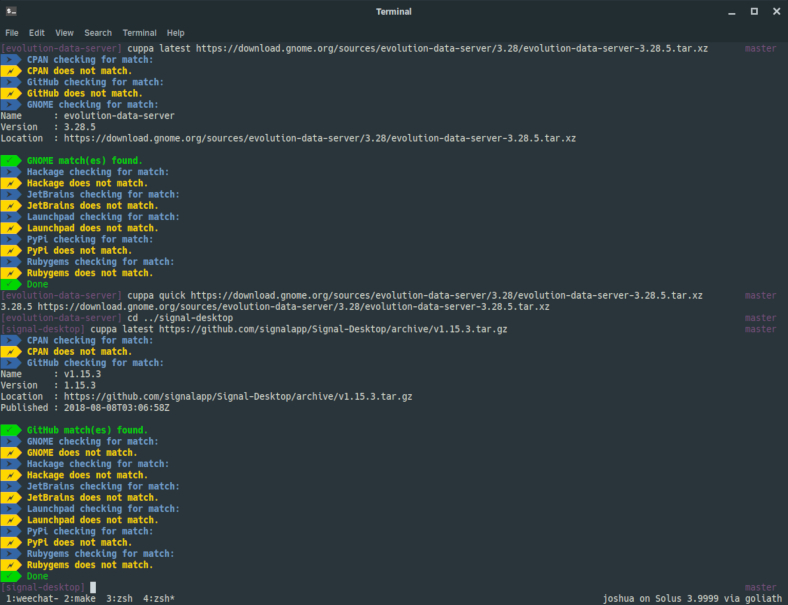 Terminal
File Edit View Search Terminal Help
[evolution-data-server] cuppa latest https://download.gnome.org/sources/evolution-data-server/3.28/evolution-data-server-3.28.5.tar.xz master
CPAN checking for match:
CPAN does not match.
GitHub checking for match:
GitHub does not match.
GNOME checking for match:
Name : evolution-data-server
Version : 3.28.5
Location : https://download.gnome.org/sources/evolution-data-server/3.28/evolution-data-server-3.28.5.tar.xz
✓ GNOME match(es) found.
Hackage checking for match:
Hackage does not match.
JetBrains checking for match:
JetBrains does not match.
Launchpad checking for match:
Launchpad does not match.
PyPi checking for match:
PyPi does not match.
Rubygems checking for match:
Rubygems does not match.
✓ Done
[evolution-data-server] cuppa quick https://download.gnome.org/sources/evolution-data-server/3.28/evolution-data-server-3.28.5.tar.xz master
3.28.5 https://download.gnome.org/sources/evolution-data-server/3.28/evolution-data-server-3.28.5.tar.xz
[evolution-data-server] cd ../signal-desktop master
[signal-desktop] cuppa latest https://github.com/signalapp/Signal-Desktop/archive/v1.15.3.tar.gz master
CPAN checking for match:
CPAN does not match.
GitHub checking for match:
Name : v1.15.3
Version : 1.15.3
Location : https://github.com/signalapp/Signal-Desktop/archive/v1.15.3.tar.gz
Published : 2018-08-08T03:06:58Z
✓ GitHub match(es) found.
GNOME checking for match:
GNOME does not match.
Hackage checking for match:
Hackage does not match.
JetBrains checking for match:
JetBrains does not match.
Launchpad checking for match:
Launchpad does not match.
PyPi checking for match:
PyPi does not match.
Rubygems checking for match:
Rubygems does not match.
✓ Done
[signal-desktop] master
1:weechat- 2:make 3:zsh 4:zsh* joshua on Solus 3.9999 via goliath